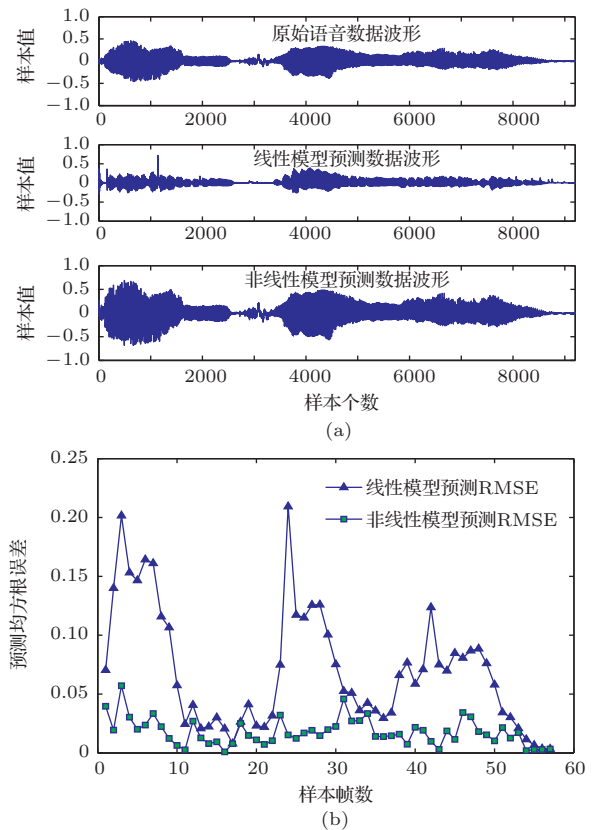 原始语音数据波形
样本值
1.0
0.5
0
−0.5
−1.0
0 2000 4000 6000 8000
线性模型预测数据波形
样本值
1.0
0.5
0
−0.5
−1.0
0 2000 4000 6000 8000
非线性模型预测数据波形
样本值
1.0
0.5
0
−0.5
−1.0
0 2000 4000 6000 8000
样本个数
(a)
预测均方根误差
0.25
0.20
0.15
0.10
0.05
0
线性模型预测RMSE
非线性模型预测RMSE
0 10 20 30 40 50 60
样本帧数
(b)